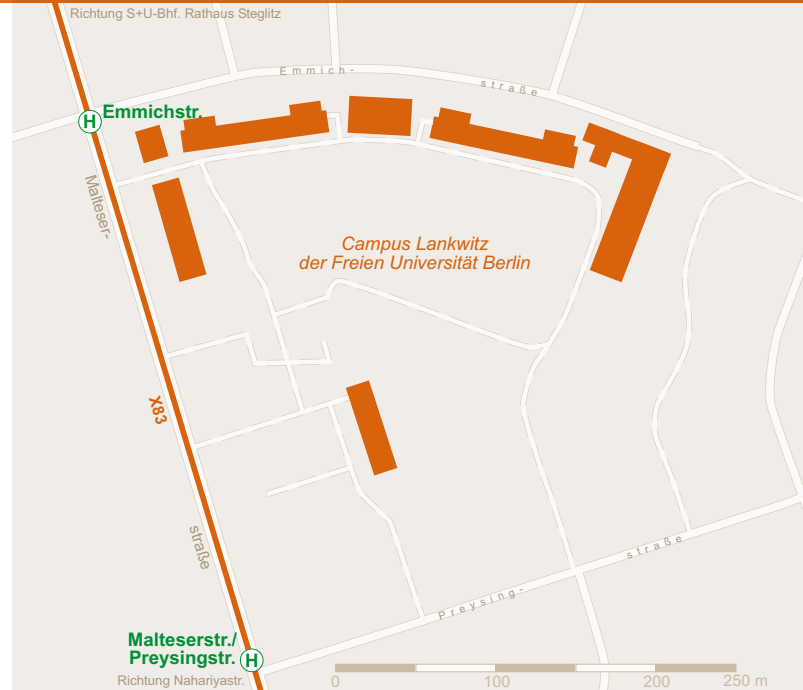 Richtung S+U-Bhf. Rathaus Steglitz
Emmich-
straße
H Emmichstr.
Malteser-
Campus Lankwitz
der Freien Universität Berlin
X83
straße
straße
Preysing-
Malteserstr./
Preysingstr. H
Richtung Nahariyastr.
0 100 200 250 m